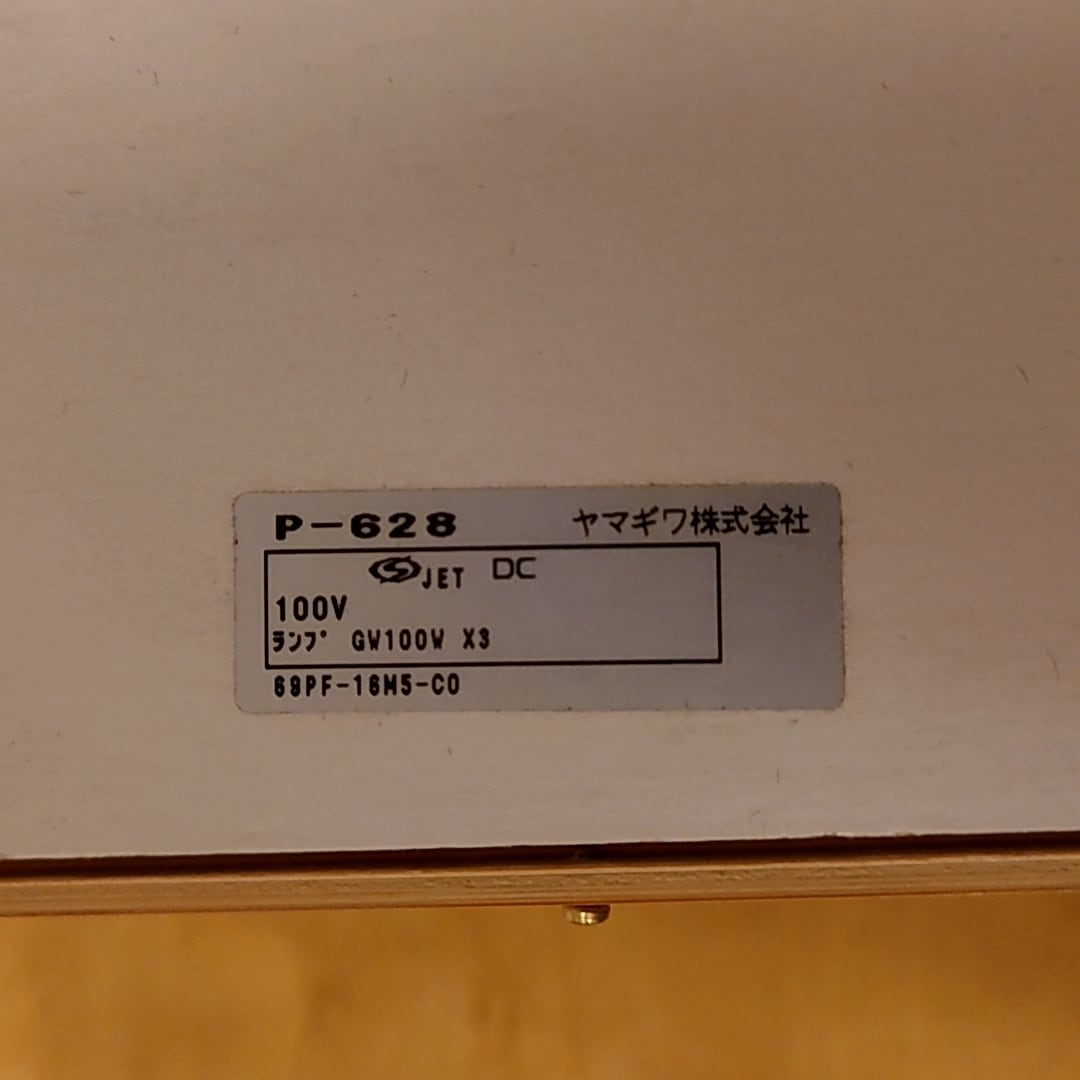 P-628 ヤマギワ株式会社
JET DC
100V
ランプ GW100W X3
69PF-16M5-C0